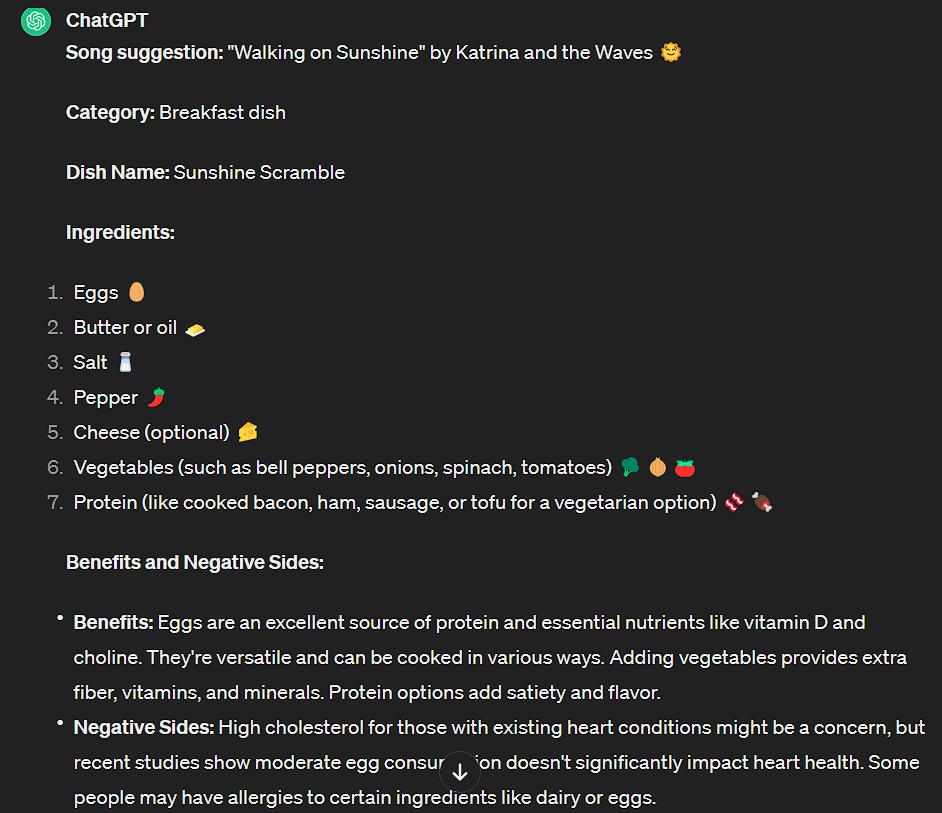 ChatGPT
Song suggestion: "Walking on Sunshine" by Katrina and the Waves 🌞
Category: Breakfast dish
Dish Name: Sunshine Scramble
Ingredients:
1. Eggs 🥚
2. Butter or oil 🧈
3. Salt 🧂
4. Pepper 🌶️
5. Cheese (optional) 🧀
6. Vegetables (such as bell peppers, onions, spinach, tomatoes) 🥦 🧅 🍅
7. Protein (like cooked bacon, ham, sausage, or tofu for a vegetarian option) 🥓 🍖
Benefits and Negative Sides:
• Benefits: Eggs are an excellent source of protein and essential nutrients like vitamin D and
choline. They're versatile and can be cooked in various ways. Adding vegetables provides extra
fiber, vitamins, and minerals. Protein options add satiety and flavor.
• Negative Sides: High cholesterol for those with existing heart conditions might be a concern, but
recent studies show moderate egg doesn't significantly impact heart health. Some
people may have allergies to certain ingredients like dairy or eggs.